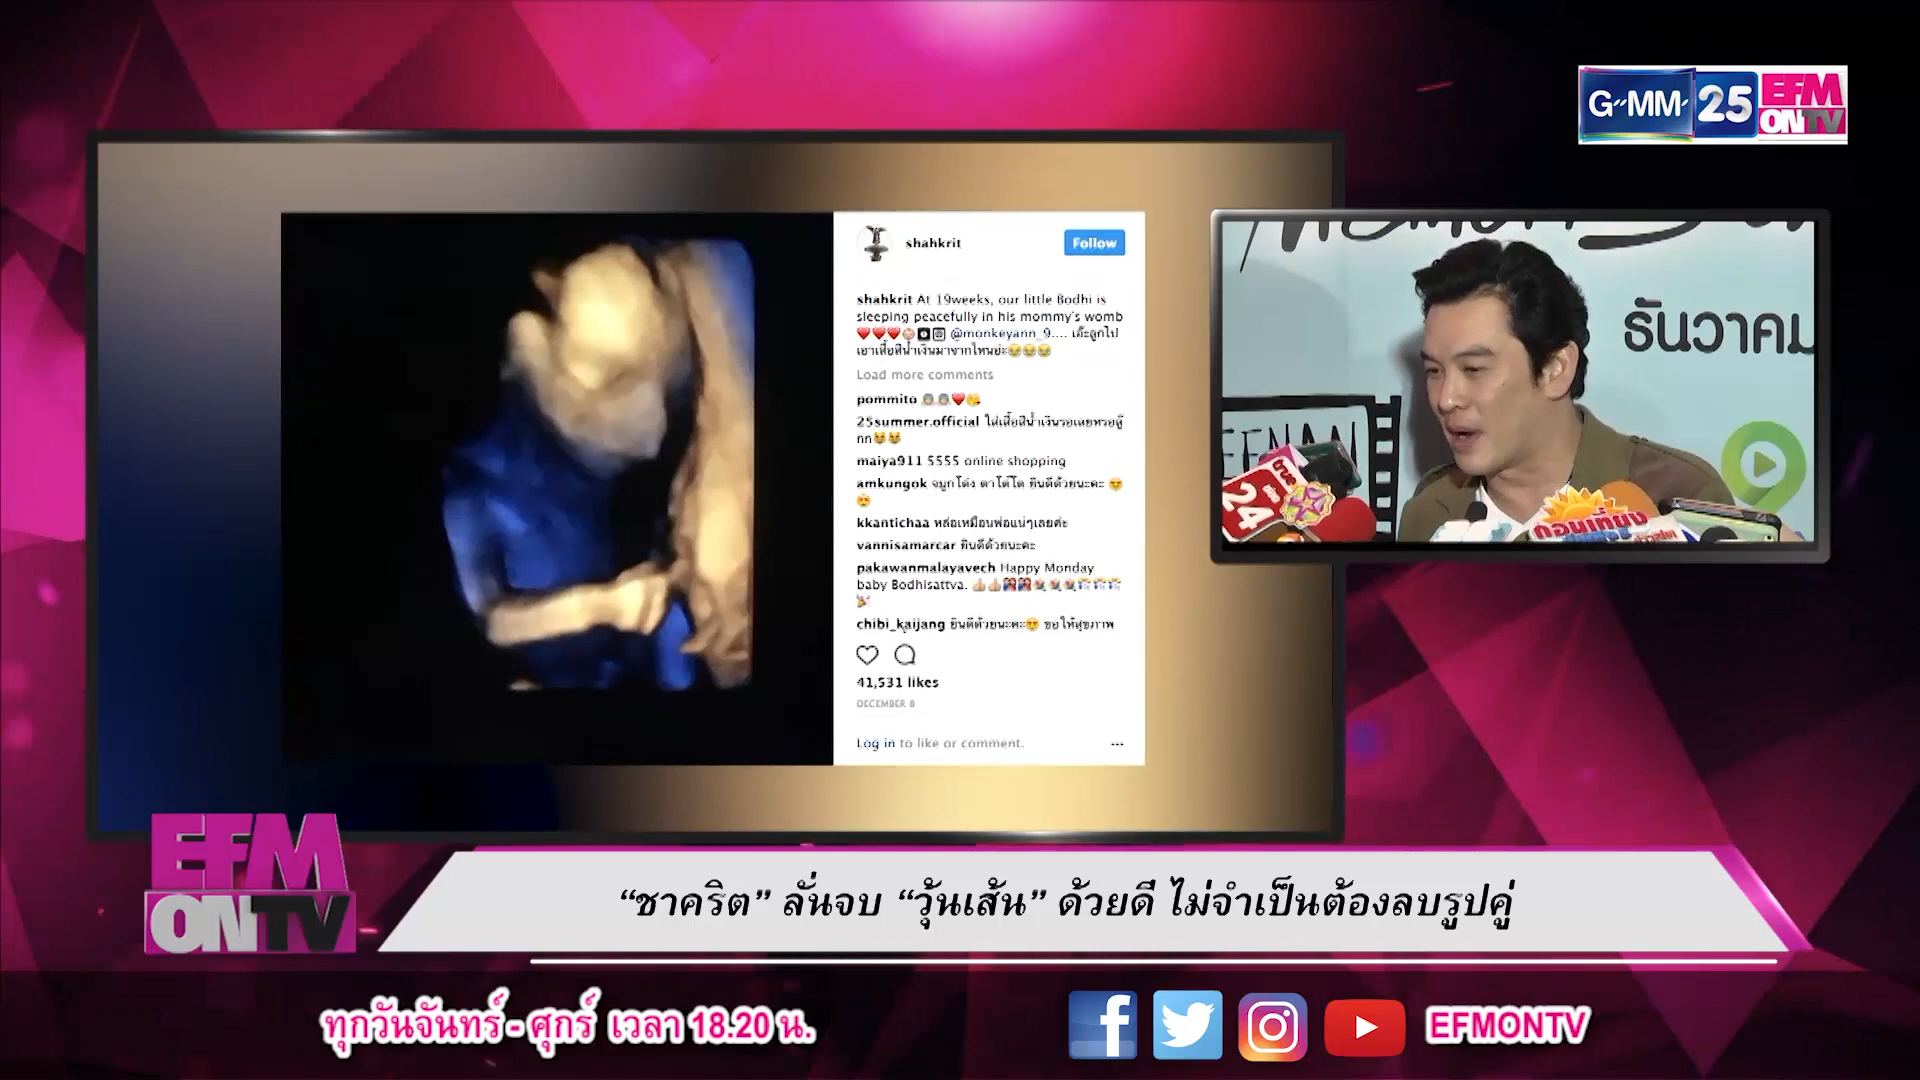 G"MM' 25 EFM ON TV
shahkrit
Follow
shahkrit At 19weeks, our little Bodhi is
sleeping peacefully in his mommy's womb
@monkeyann_9.... เอ๊ะลูกไป
เอาเสื้อสีน้ำเงินมาจากไหนอ่ะ😂😂😂
Load more comments
pommito
25summer.official ใส่เสื้อสีน้ำเงินรอเลยหรอตู๊
กก
maiya911 5555 online shopping
amkungok จมูกโด่ง ตาโต๊โต ยินดีด้วยนะคะ
kkantichaa หล่อเหมือนพ่อแน่ๆเลยค่ะ
vannisamarcar ยินดีด้วยนะคะ
pakawanmalayavech Happy Monday
baby Bodhisattva.
chibi_kaijang ยินดีด้วยนะคะ ขอให้สุขภาพ
41,531 likes
DECEMBER 8
Log in to like or comment.
...
ธันวาคม
24
EFM
ONTV
“ชาคริต” ลั่นจบ “วุ้นเส้น” ด้วยดี ไม่จำเป็นต้องลบรูปคู่
ทุกวันจันทร์ - ศุกร์ เวลา 18.20 น.
EFMONTV